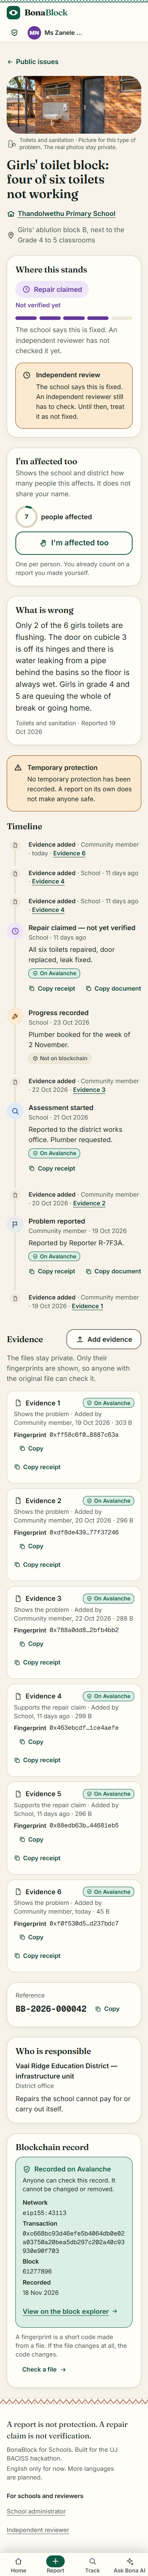 BonaBlock
MN Ms Zanele ...
← Public issues
Toilets and sanitation · Picture for this type of
problem. The real photos stay private.
Girls' toilet block:
four of six toilets
not working
Thandolwethu Primary School
Girls' ablution block B, next to the
Grade 4 to 5 classrooms
Where this stands
Repair claimed
Not verified yet
The school says this is fixed. An
independent reviewer has not
checked it yet.
Independent review
The school says this is fixed.
An independent reviewer still
has to check. Until then, treat
it as not fixed.
I'm affected too
Shows the school and district how
many people this affects. It does not
share your name.
7 people affected
I'm affected too
One person. You already count on a
report you made yourself.
What is wrong
Only 2 of the 6 girls toilets are
flushing. The door on cubicle 3
is off its hinges and there is
water leaking from a pipe
behind the basins so the floor is
always wet. Girls in grade 4 and
5 are queuing the whole of
break or going home.
Toilets and sanitation · Reported 19
Oct 2026
Temporary protection
No temporary protection has been
recorded. A report on its own does
not make anyone safe.
Timeline
Evidence added · Community member
· today · Evidence 6
Evidence added · School · 11 days ago
· Evidence 4
Evidence added · School · 11 days ago
· Evidence 4
Repair claimed — not yet verified
School · 11 days ago
All six toilets repaired, door
replaced, leak fixed.
On Avalanche
Copy receipt Copy document
Progress recorded
School · 23 Oct 2026
Plumber booked for the week of
2 November.
Not on blockchain
Evidence added · Community member
· 22 Oct 2026 · Evidence 3
Assessment started
School · 21 Oct 2026
Reported to the district works
office. Plumber requested.
On Avalanche
Copy receipt
Evidence added · Community member
· 20 Oct 2026 · Evidence 2
Problem reported
Community member · 19 Oct 2026
Reported by Reporter R-7F3A.
On Avalanche
Copy receipt Copy document
Evidence added · Community member
· 19 Oct 2026 · Evidence 1
Evidence
Add evidence
The files stay private. Only their
fingerprints are shown, so anyone with
the original file can check it.
Evidence 1 On Avalanche
Shows the problem · Added by
Community member, 19 Oct 2026 · 303 B
Fingerprint 0xff58c6f0…8887c63a
Copy
Copy receipt
Evidence 2 On Avalanche
Shows the problem · Added by
Community member, 20 Oct 2026 · 296 B
Fingerprint 0xdf8de439…77f37246
Copy
Copy receipt
Evidence 3 On Avalanche
Shows the problem · Added by
Community member, 22 Oct 2026 · 288 B
Fingerprint 0x788a0dd8…2bfb4bb2
Copy
Copy receipt
Evidence 4 On Avalanche
Supports the repair claim · Added by
School, 11 days ago · 299 B
Fingerprint 0x463ebcdf…1ce4aefe
Copy
Copy receipt
Evidence 5 On Avalanche
Supports the repair claim · Added by
School, 11 days ago · 296 B
Fingerprint 0x88edb63b…44681eb5
Copy
Copy receipt
Evidence 6 On Avalanche
Shows the problem · Added by
Community member, today · 45 B
Fingerprint 0xf0f530d5…d237bdc7
Copy
Copy receipt
Reference
BB-2026-000042 Copy
Who is responsible
Vaal Ridge Education District —
infrastructure unit
District office
Repairs the school cannot pay for or
carry out itself.
Blockchain record
Recorded on Avalanche
Anyone can check this record. It
cannot be changed or removed.
Network
eip155:43113
Transaction
0xc668bc93d46efe5b4064db0e02
a03750a20bea5db297c202a40c93
930e90f703
Block
61277896
Recorded
18 Nov 2026
View on the block explorer →
A fingerprint is a short code made
from a file. If the file changes at all, the
code changes.
Check a file →
A report is not protection. A repair
claim is not verification.
BonaBlock for Schools. Built for the UJ
BACISS hackathon.
English only for now. More languages
are planned.
For schools and reviewers
School administrator
Independent reviewer
Home Report Track Ask Bona AI